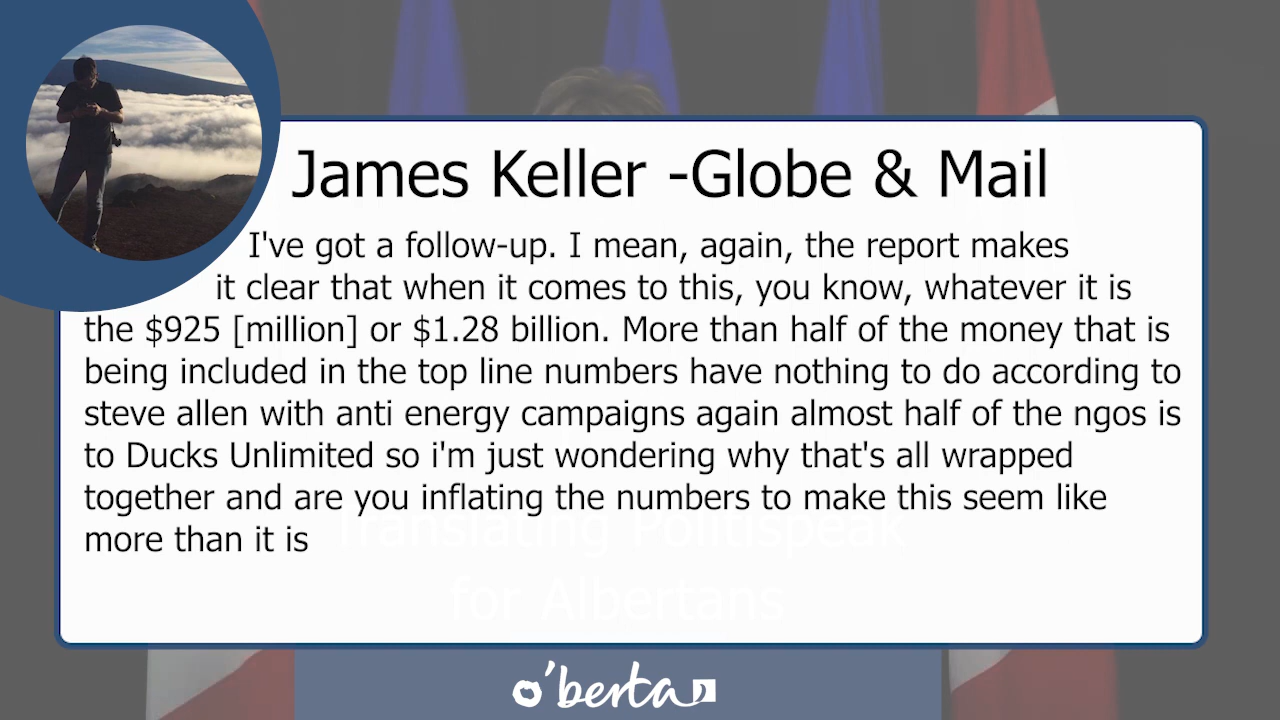 James Keller -Globe & Mail
I've got a follow-up. I mean, again, the report makes
it clear that when it comes to this, you know, whatever it is
the $925 [million] or $1.28 billion. More than half of the money that is
being included in the top line numbers have nothing to do according to
steve allen with anti energy campaigns again almost half of the ngos is
to Ducks Unlimited so i'm just wondering why that's all wrapped
together and are you inflating the numbers to make this seem like
more than it is
Translating Politispeak
for Albertans
o'berta